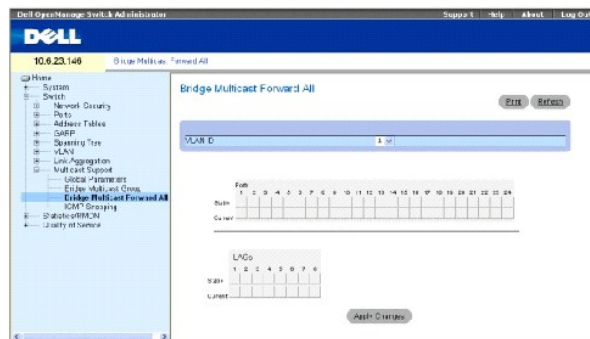 Dell OpenManage Switch Administrator
Support Help About Log Out
DELL
10.6.23.146
Bridge Multicast Forward All
Home
System
Switch
Network Security
Ports
Address Tables
GARP
Spanning Tree
VLAN
Link Aggregation
Multicast Support
Global Parameters
Bridge Multicast Group
Bridge Multicast Forward All
IGMP Snooping
Statistics/RMON
Quality of Service
Bridge Multicast Forward All
Print Refresh
VLAN ID 1
Ports
1 2 3 4 5 6 7 8 9 10 11 12 13 14 15 16 17 18 19 20 21 22 23 24
Static
Current
LAGs
1 2 3 4 5 6 7 8
Static
Current
Apply Changes